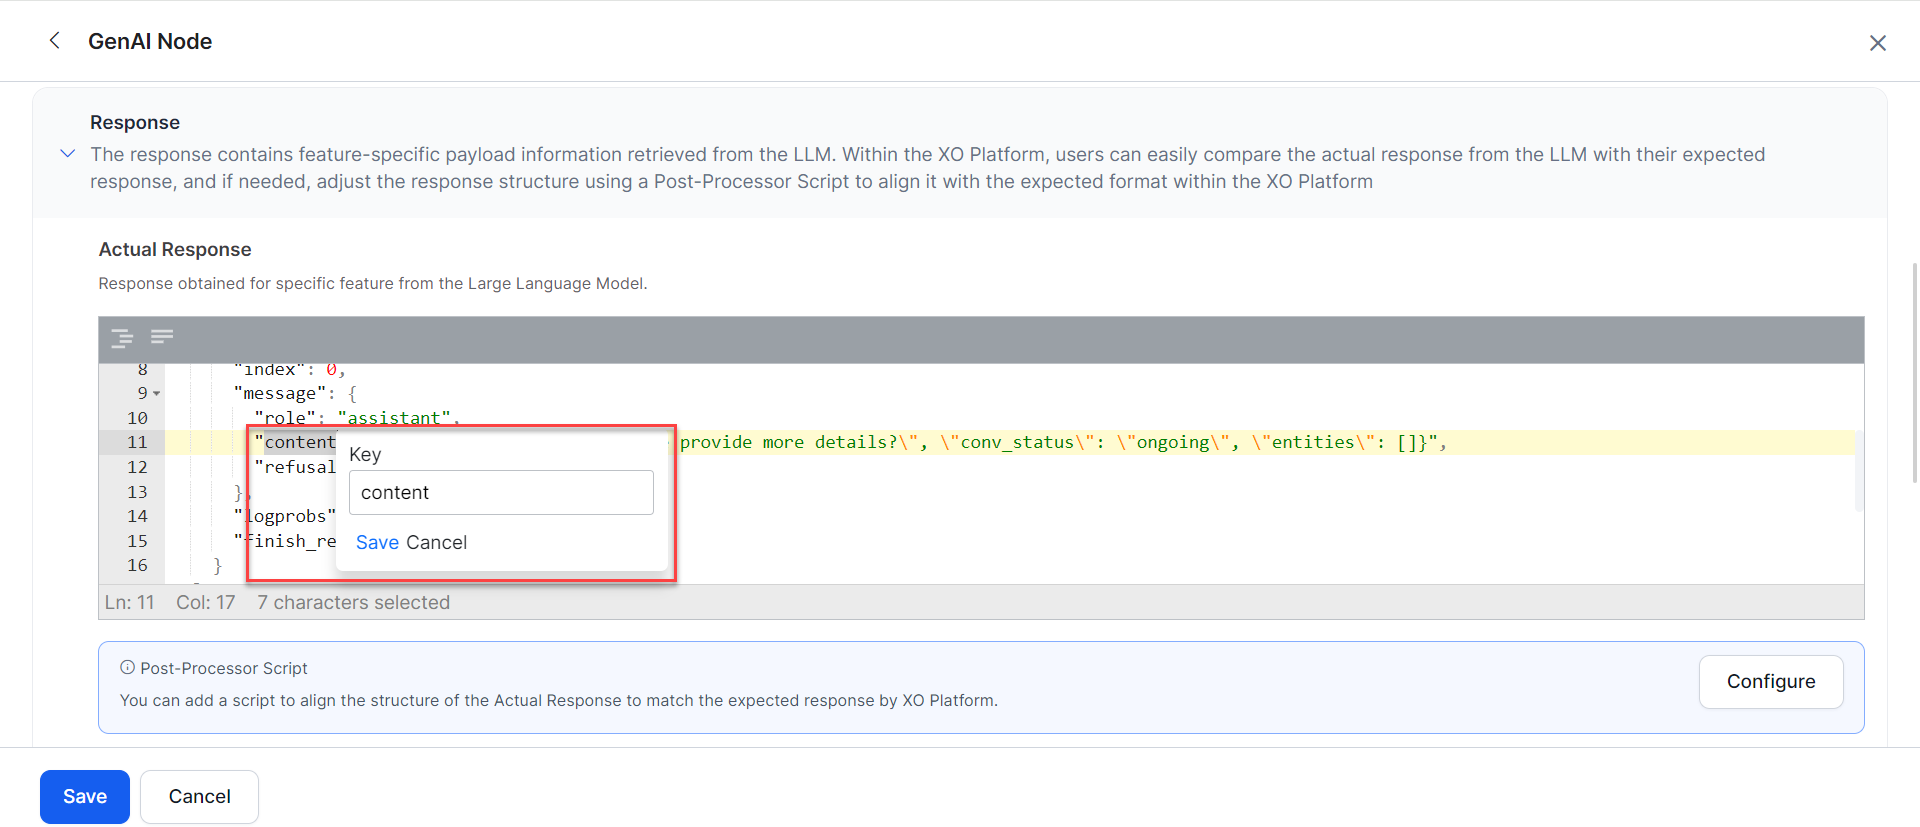 GenAI Node
Response
The response contains feature-specific payload information retrieved from the LLM. Within the XO Platform, users can easily compare the actual response from the LLM with their expected
response, and if needed, adjust the response structure using a Post-Processor Script to align it with the expected format within the XO Platform
Actual Response
Response obtained for specific feature from the Large Language Model.
8 "index": 0,
9 "message": {
10 "role": "assistant",
11 "content provide more details?\", \"conv_status\": \"ongoing\", \"entities\": []}",
12 "refusal
13 },
14 "logprobs"
15 "finish_re
16 }
Key
content
Save Cancel
Ln: 11 Col: 17 7 characters selected
Post-Processor Script
You can add a script to align the structure of the Actual Response to match the expected response by XO Platform.
Configure
Save Cancel